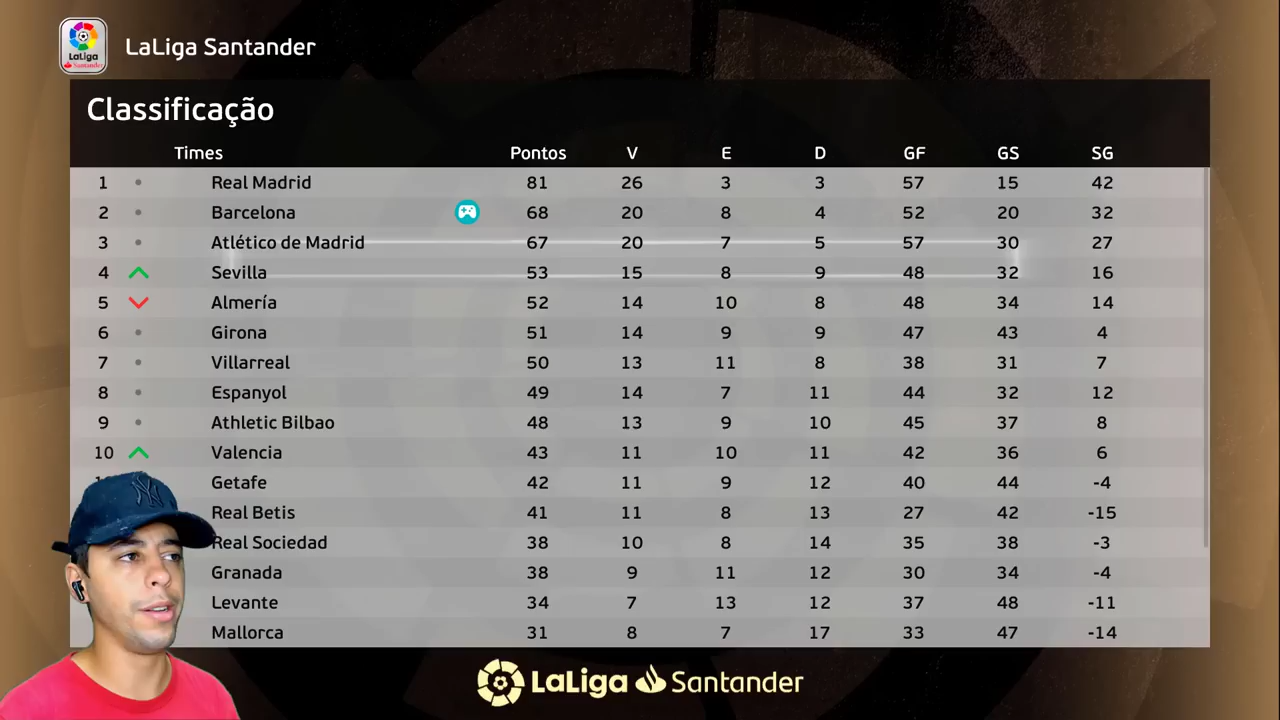 LaLiga Santander
Classificação
Times Pontos V E D GF GS SG
1 Real Madrid 81 26 3 3 57 15 42
2 Barcelona 68 20 8 4 52 20 32
3 Atlético de Madrid 67 20 7 5 57 30 27
4 Sevilla 53 15 8 9 48 32 16
5 Almería 52 14 10 8 48 34 14
6 Girona 51 14 9 9 47 43 4
7 Villarreal 50 13 11 8 38 31 7
8 Espanyol 49 14 7 11 44 32 12
9 Athletic Bilbao 48 13 9 10 45 37 8
10 Valencia 43 11 10 11 42 36 6
Getafe 42 11 9 12 40 44 -4
Real Betis 41 11 8 13 27 42 -15
Real Sociedad 38 10 8 14 35 38 -3
Granada 38 9 11 12 30 34 -4
Levante 34 7 13 12 37 48 -11
Mallorca 31 8 7 17 33 47 -14
LaLiga Santander